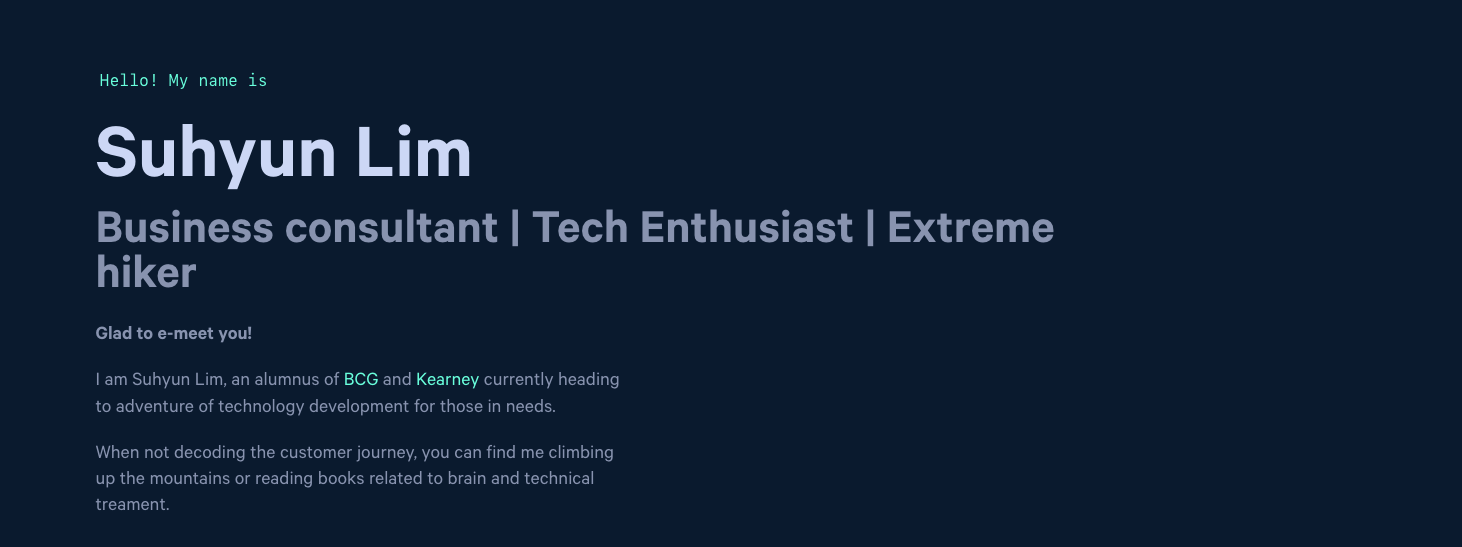 Hello! My name is
Suhyun Lim
Business consultant | Tech Enthusiast | Extreme
hiker
Glad to e-meet you!
I am Suhyun Lim, an alumnus of BCG and Kearney currently heading
to adventure of technology development for those in needs.
When not decoding the customer journey, you can find me climbing
up the mountains or reading books related to brain and technical
treament.